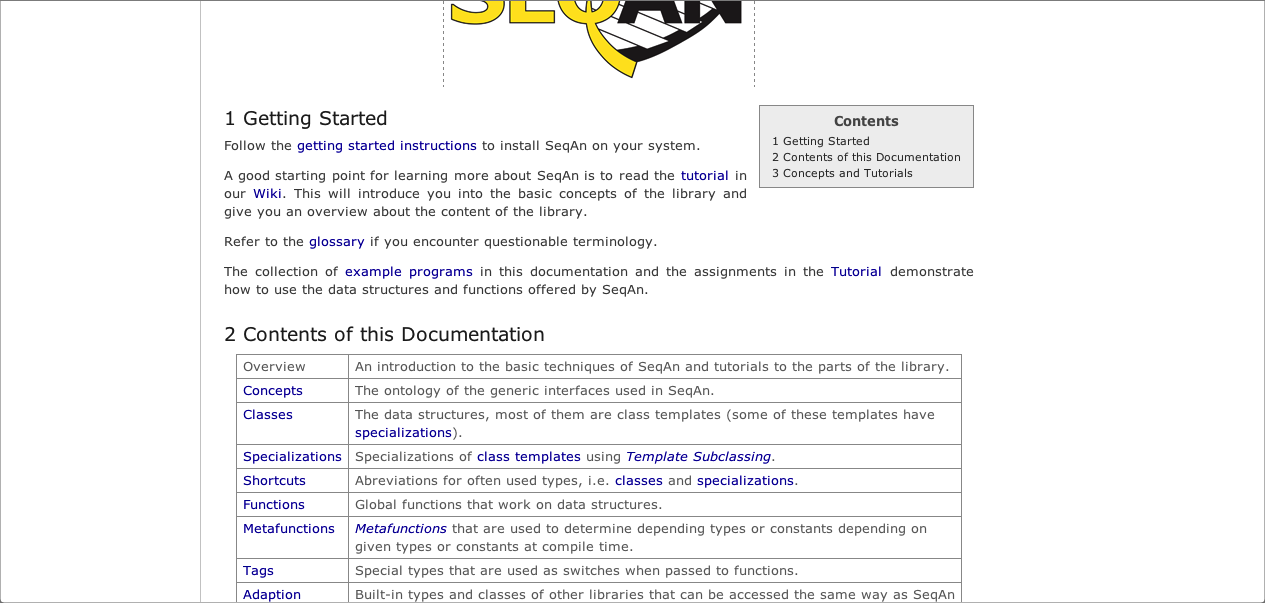 SEQAN
1 Getting Started
Follow the getting started instructions to install SeqAn on your system.
A good starting point for learning more about SeqAn is to read the tutorial in
our Wiki. This will introduce you into the basic concepts of the library and
give you an overview about the content of the library.
Refer to the glossary if you encounter questionable terminology.
The collection of example programs in this documentation and the assignments in the Tutorial demonstrate
how to use the data structures and functions offered by SeqAn.
Contents
1 Getting Started
2 Contents of this Documentation
3 Concepts and Tutorials
2 Contents of this Documentation
Overview An introduction to the basic techniques of SeqAn and tutorials to the parts of the library.
Concepts The ontology of the generic interfaces used in SeqAn.
Classes The data structures, most of them are class templates (some of these templates have
specializations).
Specializations Specializations of class templates using Template Subclassing.
Shortcuts Abreviations for often used types, i.e. classes and specializations.
Functions Global functions that work on data structures.
Metafunctions Metafunctions that are used to determine depending types or constants depending on
given types or constants at compile time.
Tags Special types that are used as switches when passed to functions.
Adaption Built-in types and classes of other libraries that can be accessed the same way as SeqAn